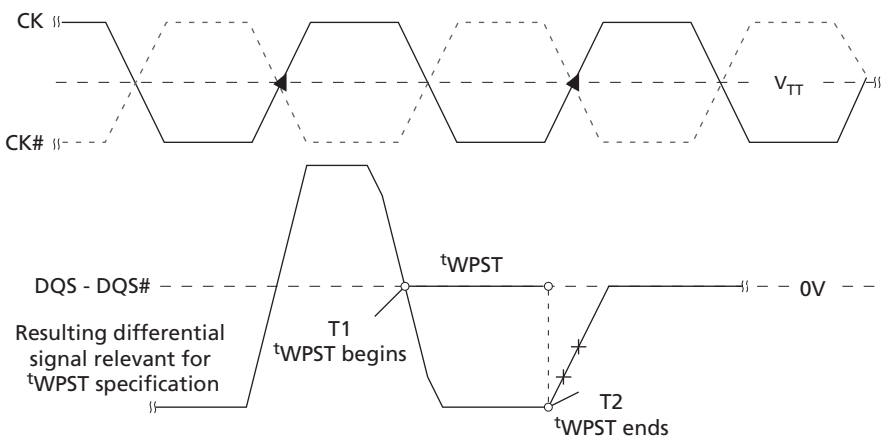 CK
V_TT
CK#
tWPST
DQS - DQS#
0V
T1
tWPST begins
Resulting differential
signal relevant for
tWPST specification
T2
tWPST ends